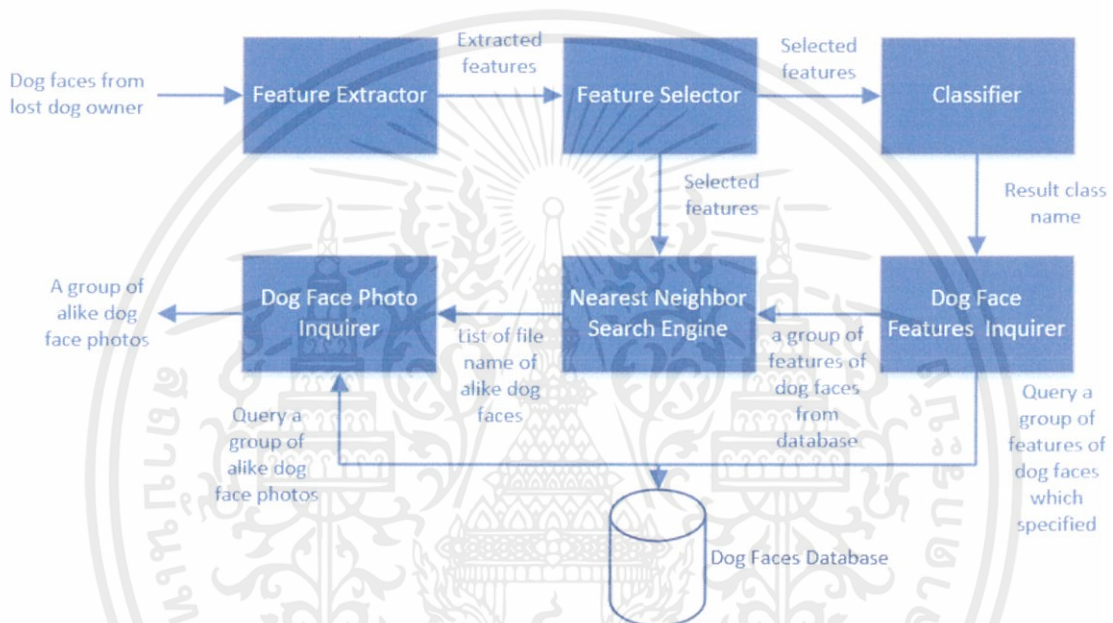 Extracted
features
Selected
features
Dog faces from
lost dog owner
Feature Extractor
Feature Selector
Classifier
Selected
features
Result class
name
A group of
alike dog
face photos
Dog Face Photo
Inquirer
Nearest Neighbor
Search Engine
Dog Face
Features Inquirer
List of file
name of
alike dog
faces
a group of
features of
dog faces
from
database
Query a
group of
alike dog
face photos
Query a
group of
features of
dog faces
which
specified
Dog Faces Database